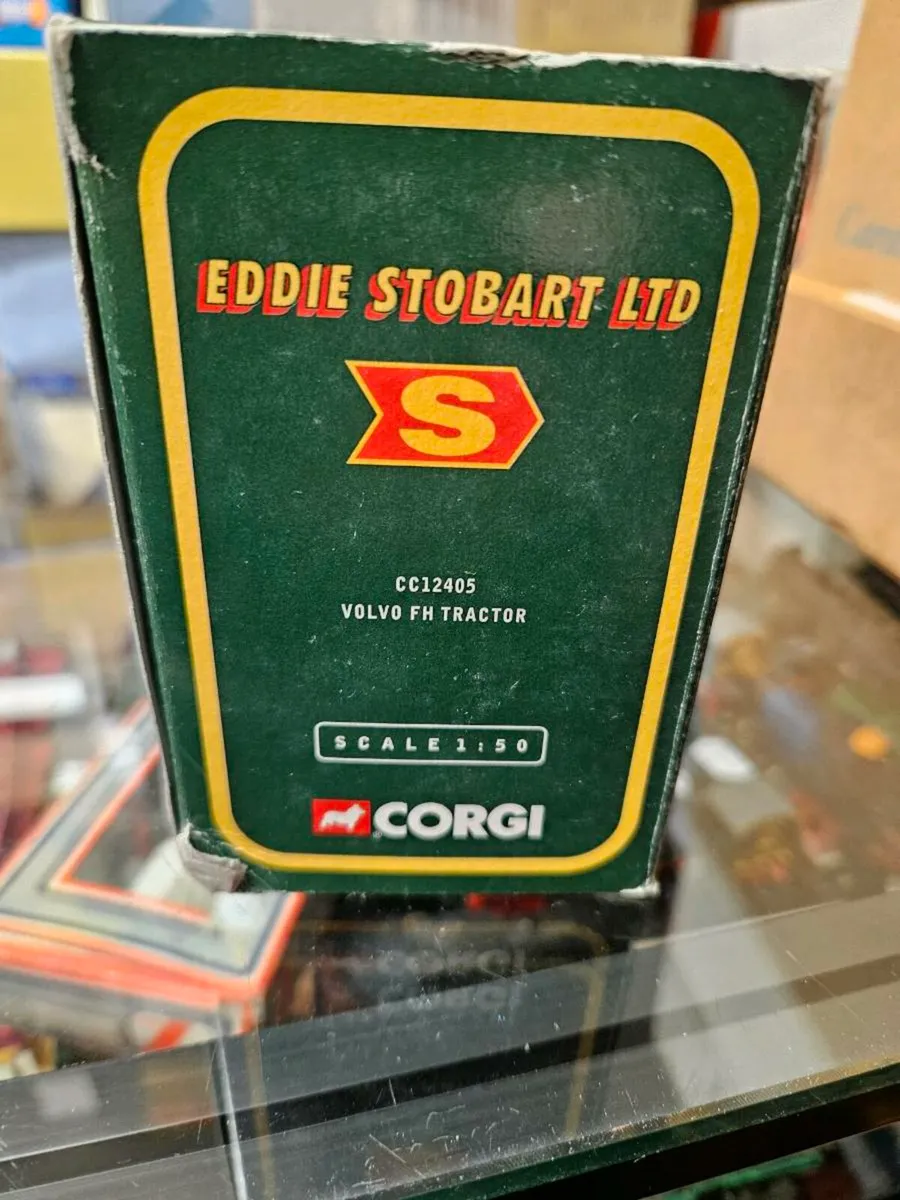 EDDIE STOBART LTD
S
CC12405
VOLVO FH TRACTOR
SCALE 1:50
CORGI